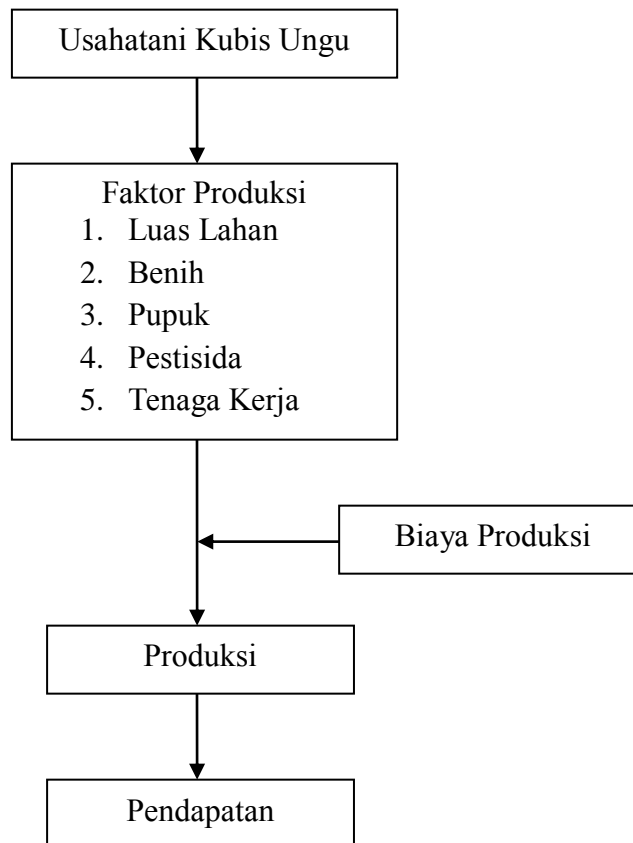 Usahatani Kubis Ungu
Faktor Produksi
1. Luas Lahan
2. Benih
3. Pupuk
4. Pestisida
5. Tenaga Kerja
Biaya Produksi
Produksi
Pendapatan